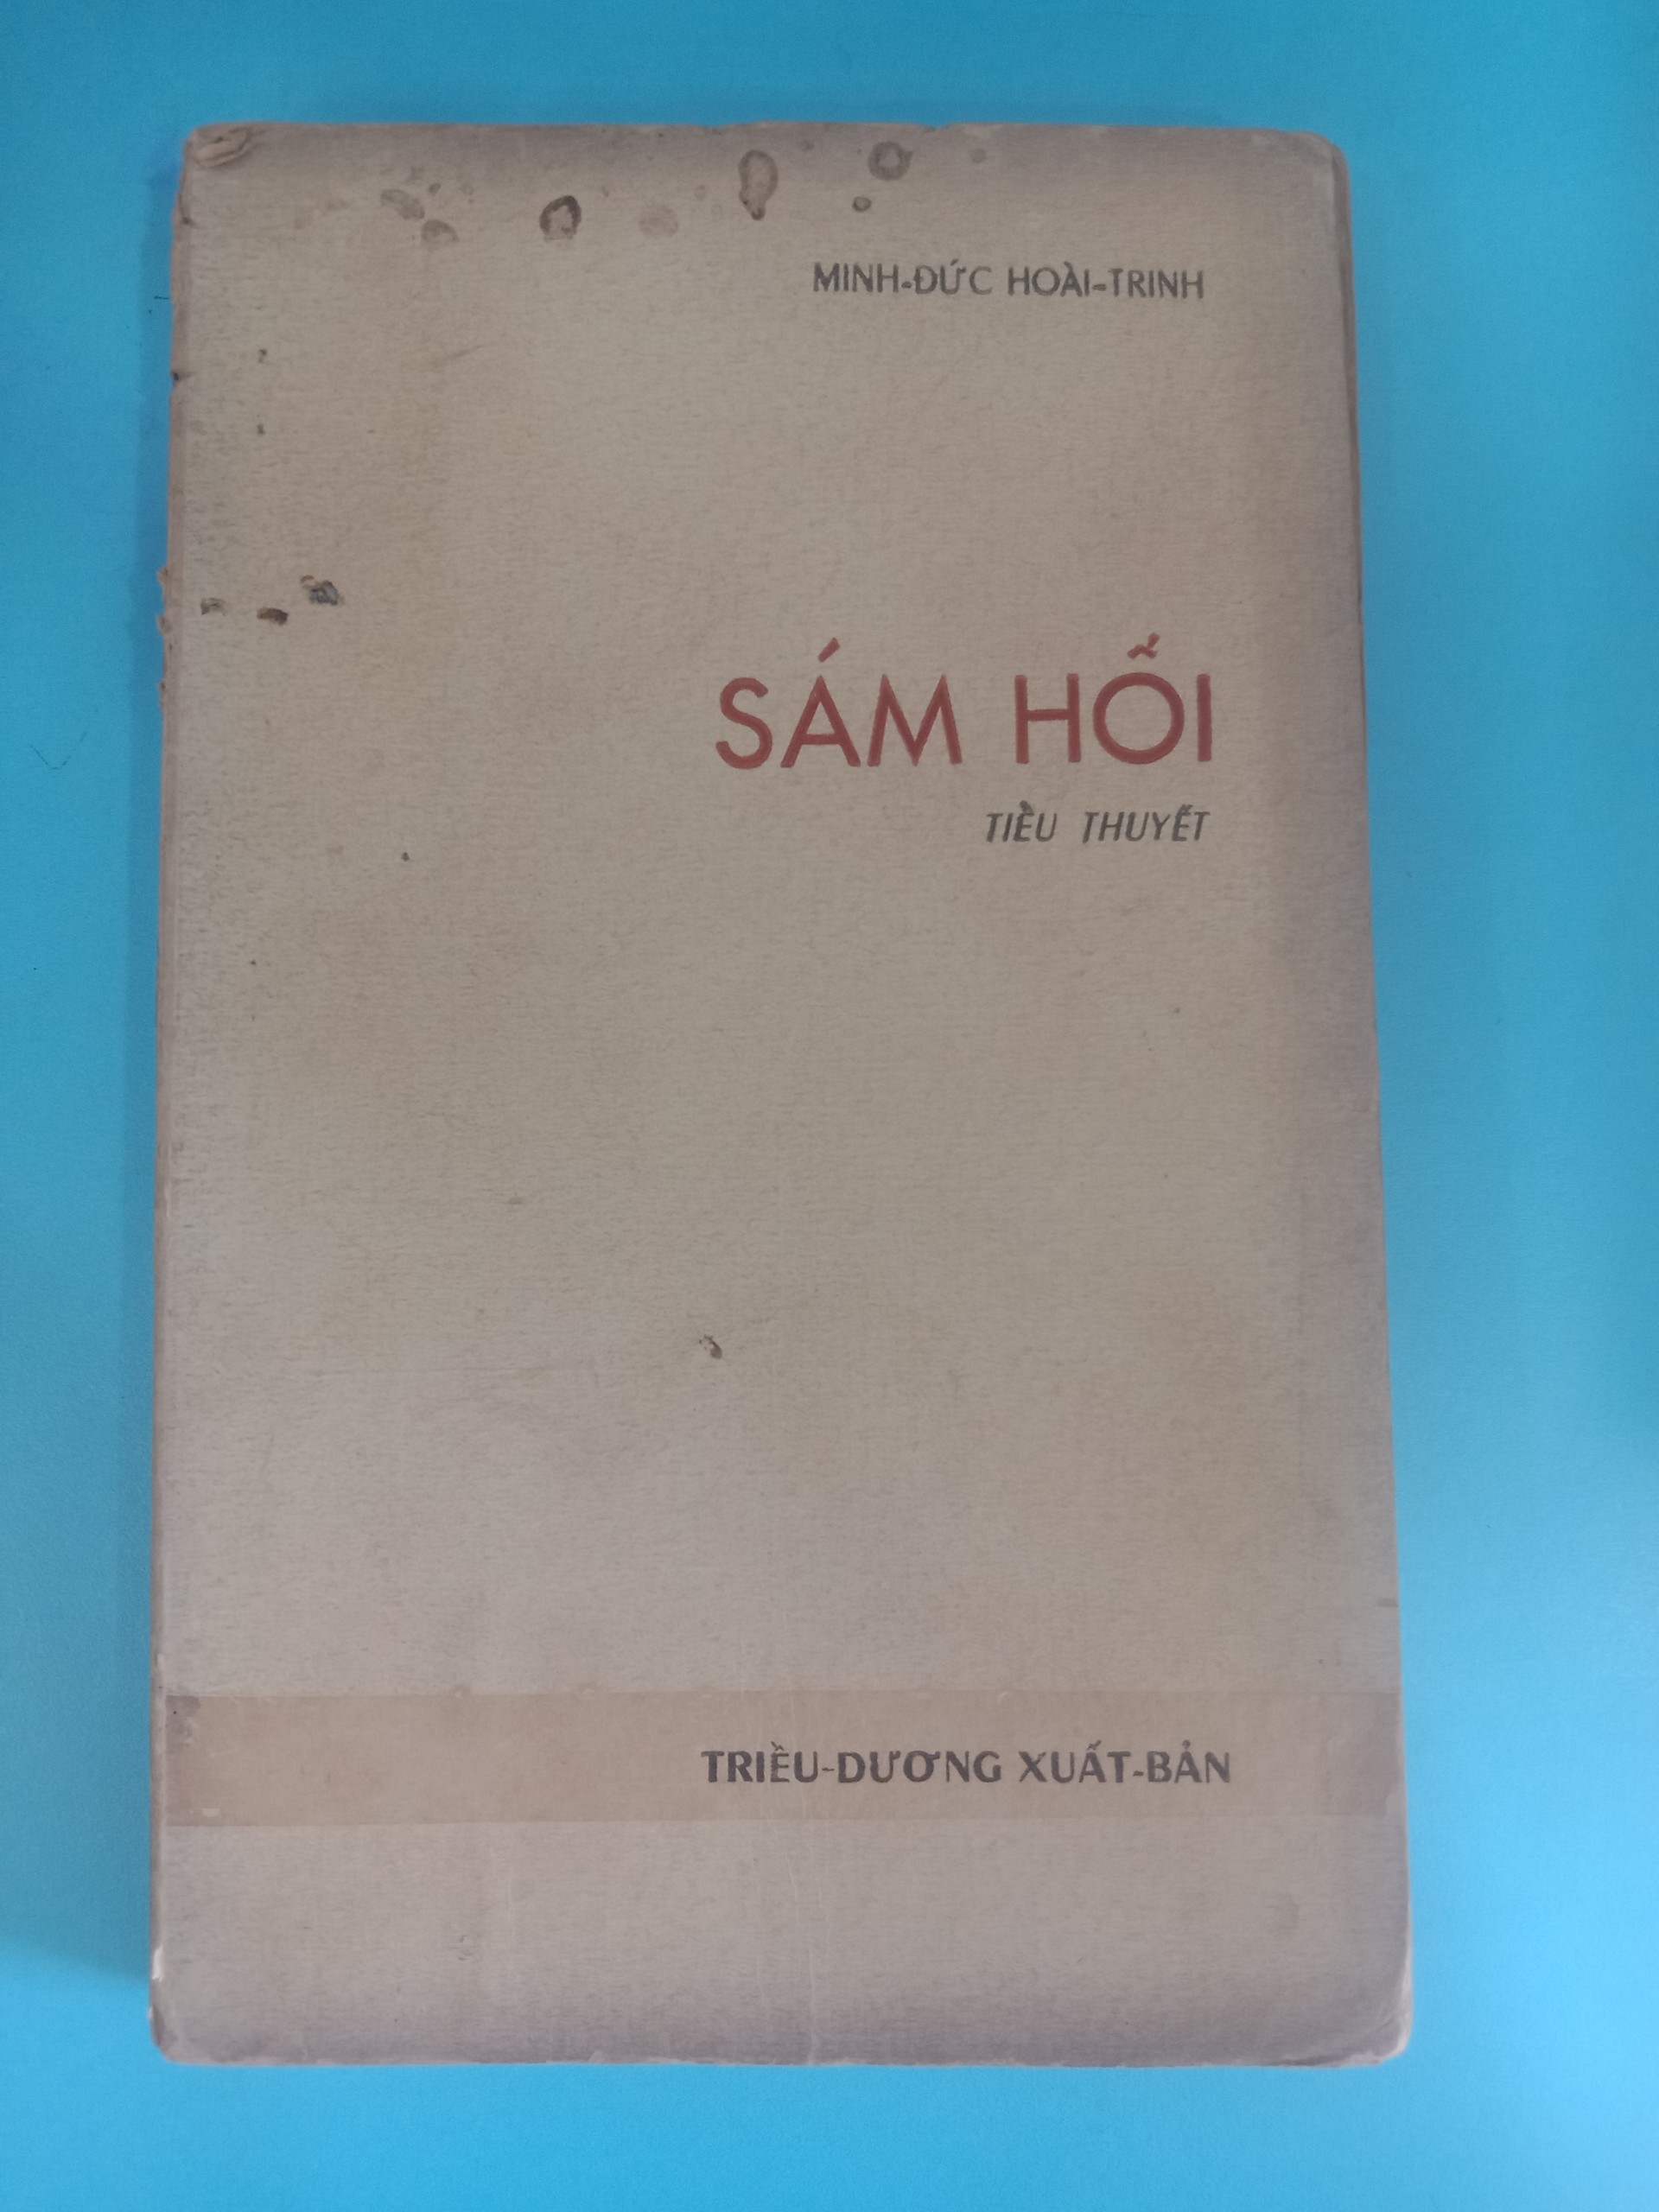 MINH-ĐỨC HOÀI-TRINH
SÁM HỐI
TIỂU THUYẾT
TRIỀU-DƯƠNG XUẤT-BẢN